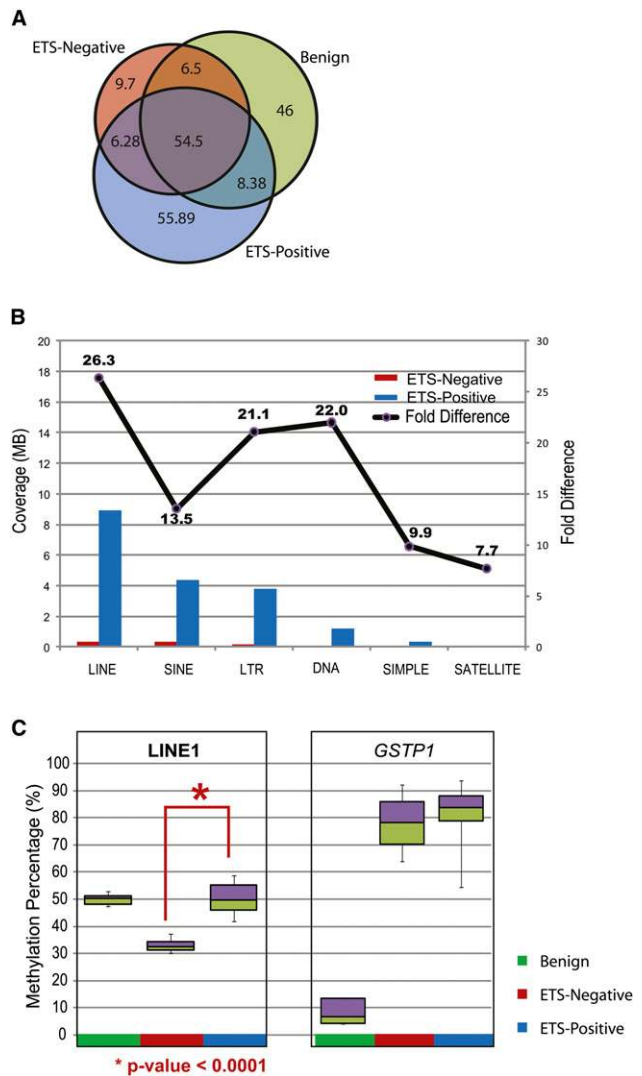 A
ETS-Negative
Benign
9.7
6.5
46
6.28
54.5
8.38
55.89
ETS-Positive
B
20
18
16
14
12
10
8
6
4
2
0
Coverage (MB)
26.3
13.5
21.1
22.0
9.9
7.7
ETS-Negative
ETS-Positive
Fold Difference
30
25
20
15
10
5
0
Fold Difference
LINE SINE LTR DNA SIMPLE SATELLITE
C
LINE1
GSTP1
100
90
80
70
60
50
40
30
20
10
0
Methylation Percentage (%)
*
* p-value < 0.0001
Benign
ETS-Negative
ETS-Positive